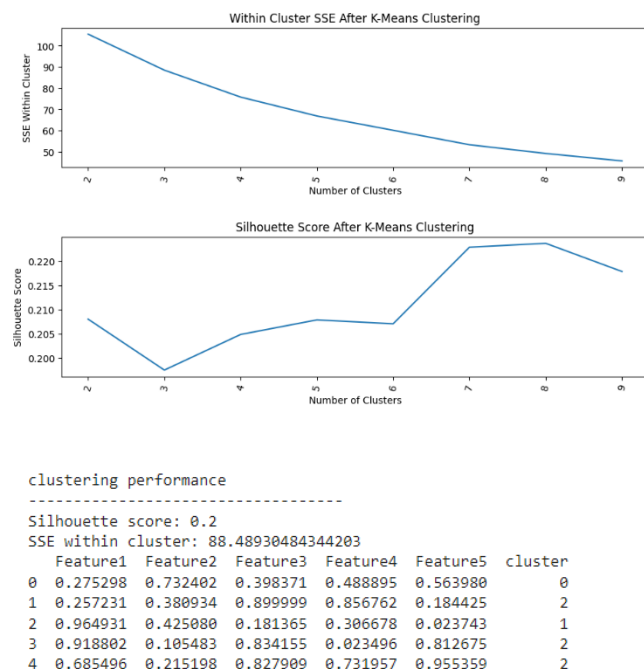 Within Cluster SSE After K-Means Clustering
100
90
80
70
60
50
SSE Within Cluster
2 3 4 5 6 7 8 9
Number of Clusters
Silhouette Score After K-Means Clustering
0.220
0.215
0.210
0.205
0.200
Silhouette Score
2 3 4 5 6 7 8 9
Number of Clusters
clustering performance
-----------------------------------
Silhouette score: 0.2
SSE within cluster: 88.48930484344203
Feature1 Feature2 Feature3 Feature4 Feature5 cluster
0 0.275298 0.732402 0.398371 0.488895 0.563980 0
1 0.257231 0.380934 0.899999 0.856762 0.184425 2
2 0.964931 0.425080 0.181365 0.306678 0.023743 1
3 0.918802 0.105483 0.834155 0.023496 0.812675 2
4 0.685496 0.215198 0.827909 0.731957 0.955359 2